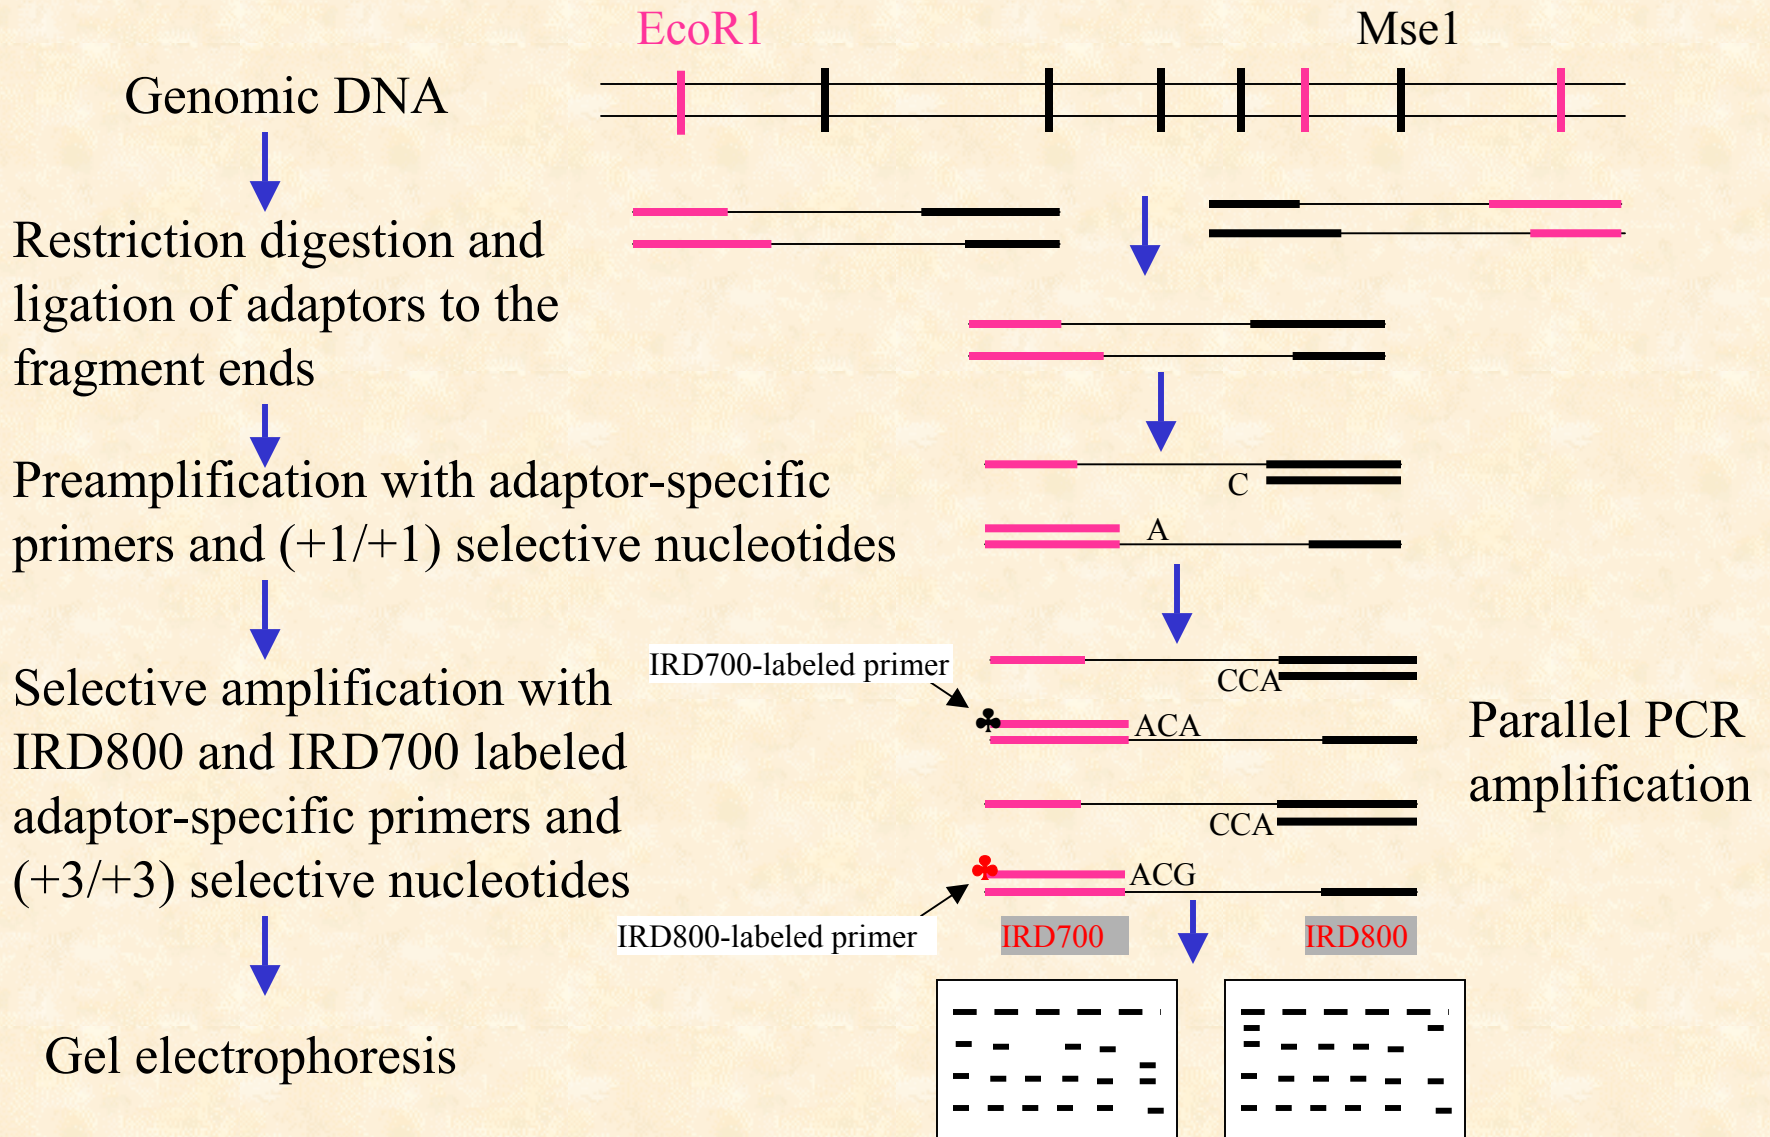 EcoR1
Mse1
Genomic DNA
Restriction digestion and
ligation of adaptors to the
fragment ends
Preamplification with adaptor-specific
primers and (+1/+1) selective nucleotides
C
A
Selective amplification with
IRD800 and IRD700 labeled
adaptor-specific primers and
(+3/+3) selective nucleotides
IRD700-labeled primer
CCA
ACA
CCA
ACG
IRD800-labeled primer
Parallel PCR
amplification
IRD700
IRD800
Gel electrophoresis